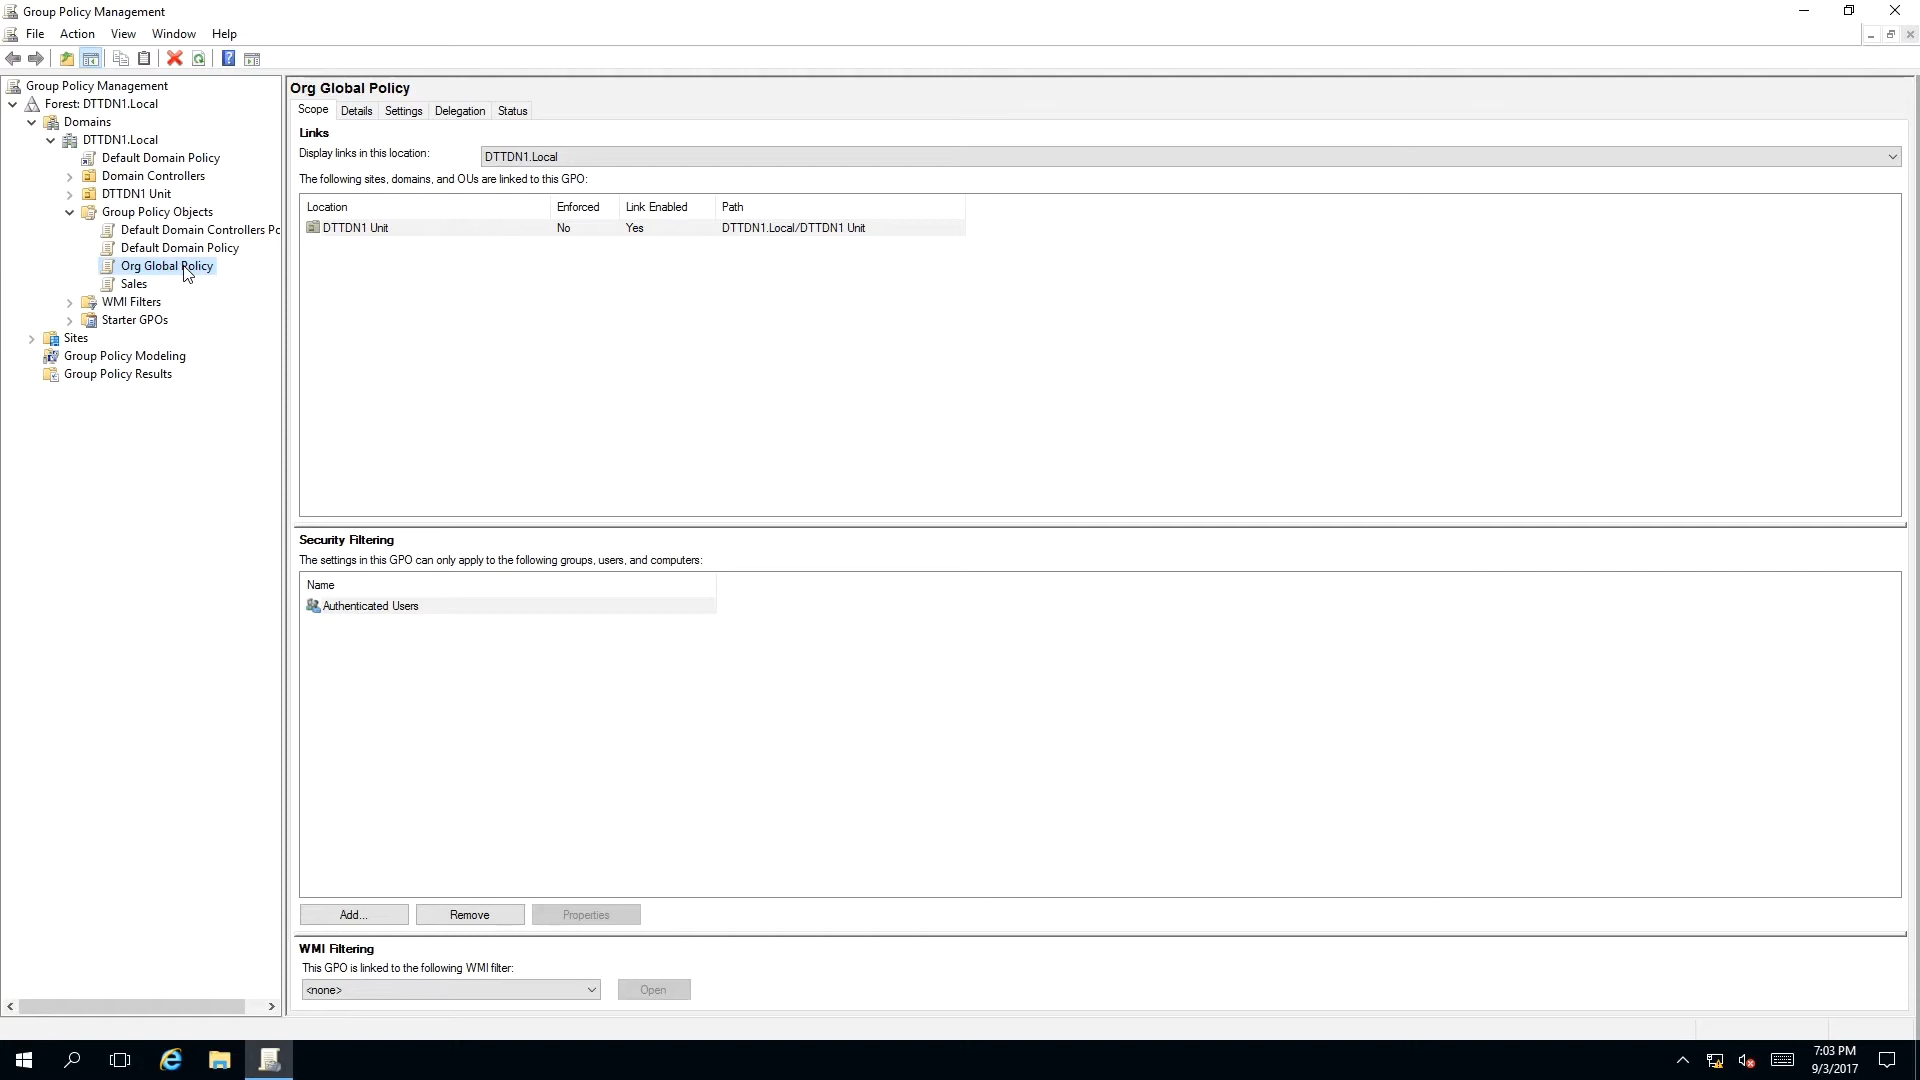 Group Policy Management
File Action View Window Help
Group Policy Management
Forest: DTTDN1.Local
Domains
DTTDN1.Local
Default Domain Policy
Domain Controllers
DTTDN1 Unit
Group Policy Objects
Default Domain Controllers Po
Default Domain Policy
Org Global Policy
Sales
WMI Filters
Starter GPOs
Sites
Group Policy Modeling
Group Policy Results
Org Global Policy
Scope Details Settings Delegation Status
Links
Display links in this location: DTTDN1.Local
The following sites, domains, and OUs are linked to this GPO:
Location Enforced Link Enabled Path
DTTDN1 Unit No Yes DTTDN1.Local/DTTDN1 Unit
Security Filtering
The settings in this GPO can only apply to the following groups, users, and computers:
Name
Authenticated Users
Add... Remove Properties
WMI Filtering
This GPO is linked to the following WMI filter:
<none> Open
7:03 PM
9/3/2017